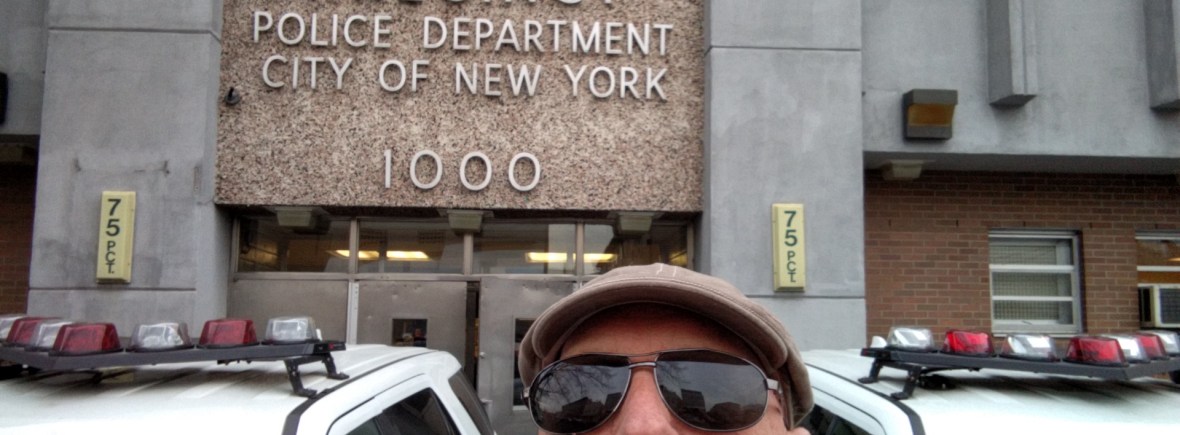 POLICE DEPARTMENT
CITY OF NEW YORK
1000
75 PCT.
75 PCT.